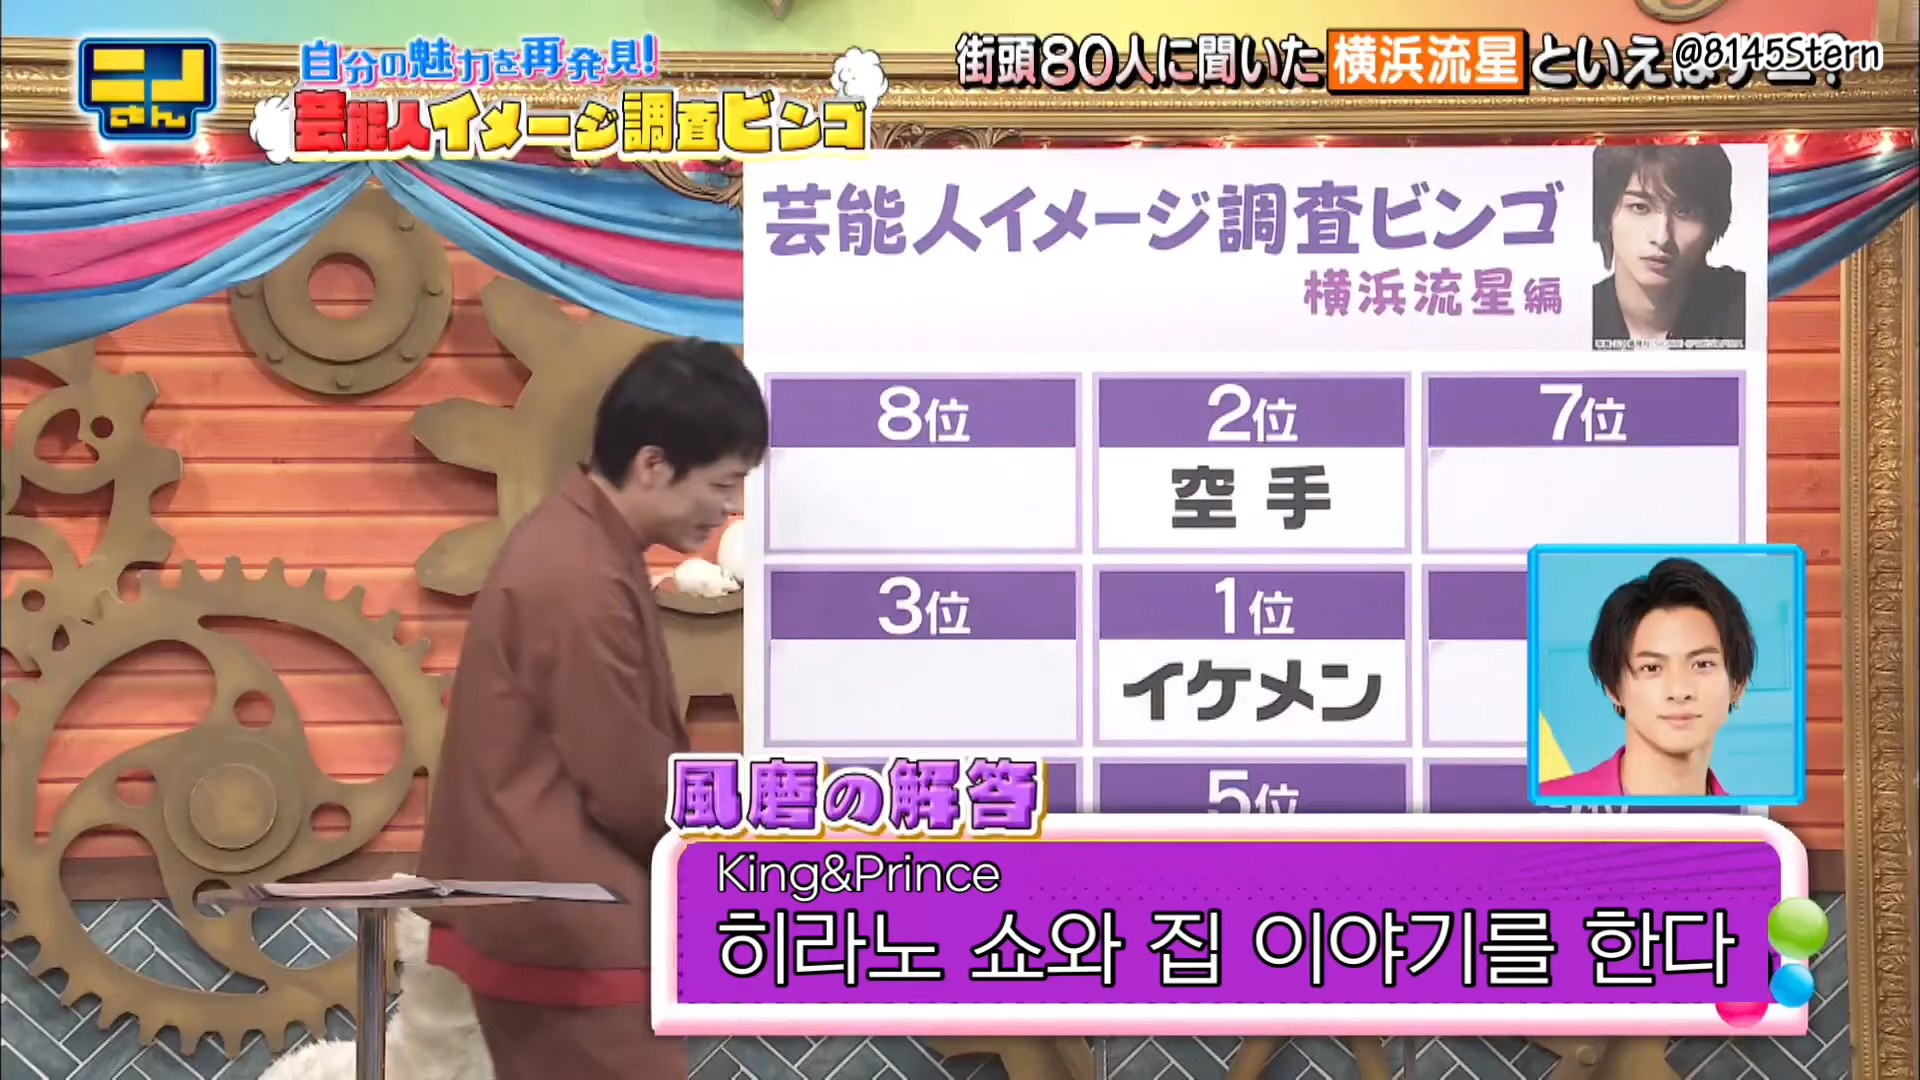 ニノさん
自分の魅力を再発見!
芸能人イメージ調査ビンゴ
街頭80人に聞いた 横浜流星 といえば
@8145Stern
芸能人イメージ調査ビンゴ
横浜流星編
8位
2位
7位
空手
3位
1位
イケメン
5位
風磨の解答
King&Prince
히라노 쇼와 집 이야기를 한다